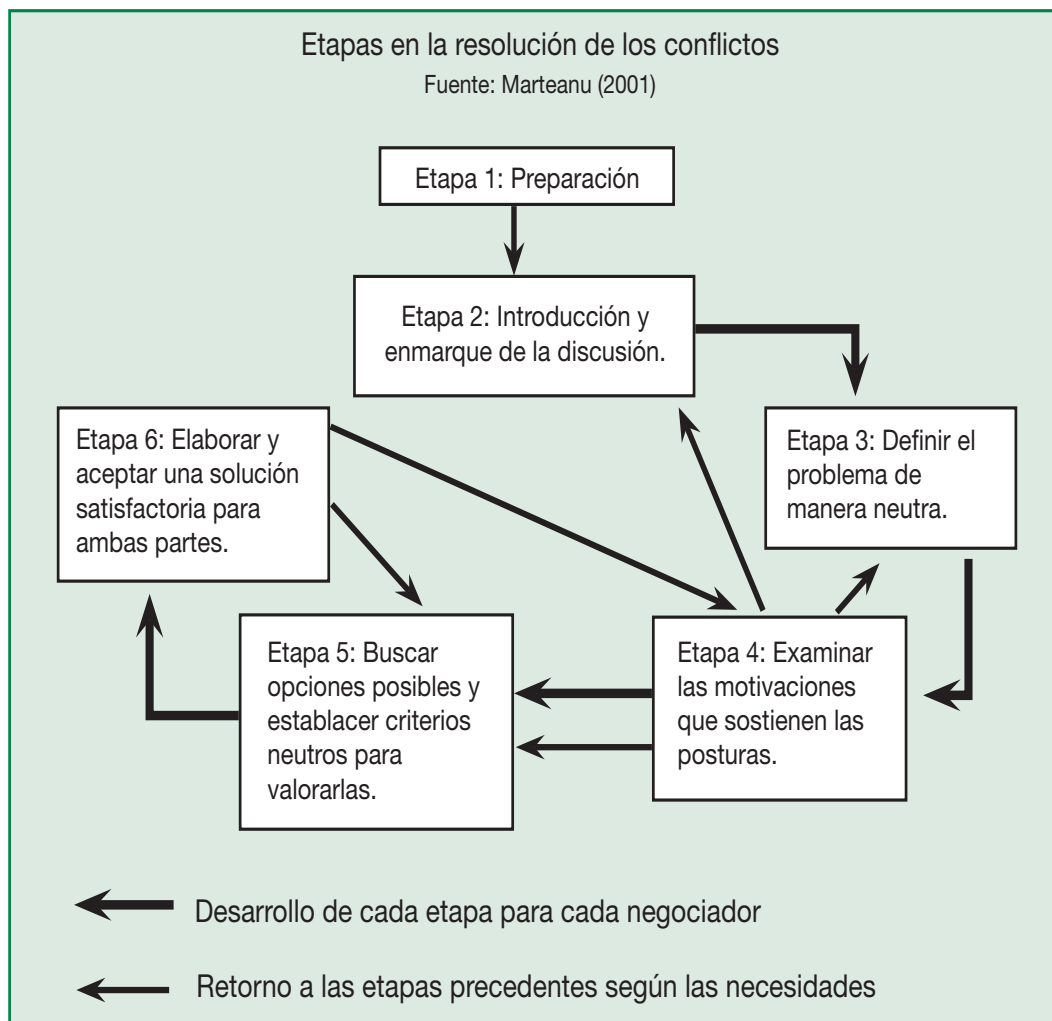 Etapas en la resolución de los conflictos
Fuente: Marteanu (2001)
Etapa 1: Preparación
Etapa 2: Introducción y
enmarque de la discusión.
Etapa 3: Definir el
problema de
manera neutra.
Etapa 6: Elaborar y
aceptar una solución
satisfactoria para
ambas partes.
Etapa 5: Buscar
opciones posibles y
establacer criterios
neutros para
valorarlas.
Etapa 4: Examinar
las motivaciones
que sostienen las
posturas.
Desarrollo de cada etapa para cada negociador
Retorno a las etapas precedentes según las necesidades